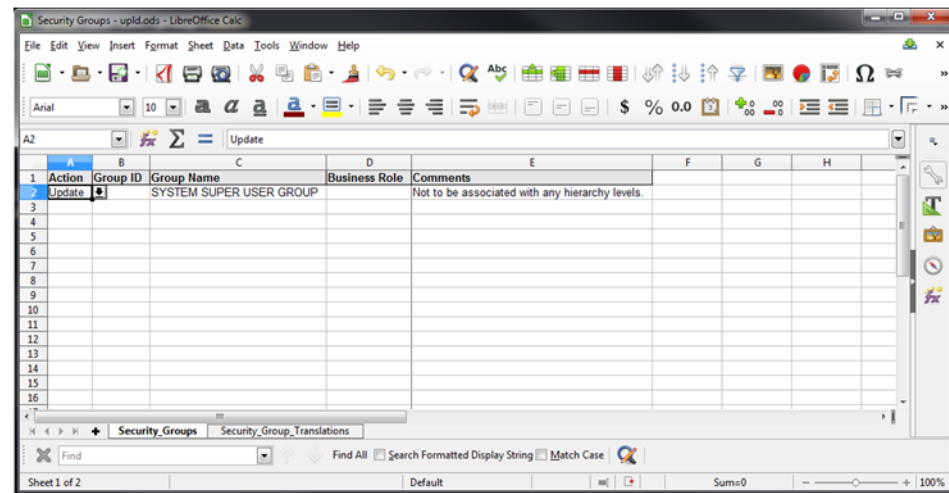 Security Groups - upld.ods - LibreOffice Calc
File Edit View Insert Format Sheet Data Tools Window Help
Arial 10 a a a a $ % 0.0
A2 Update
A B C D E F G H
1 Action Group ID Group Name Business Role Comments
2 Update SYSTEM SUPER USER GROUP Not to be associated with any hierarchy levels.
3
4
5
6
7
8
9
10
11
12
13
14
15
16
Security_Groups Security_Group_Translations
Find Find All Search Formatted Display String Match Case
Sheet 1 of 2 Default Sum=0 100%